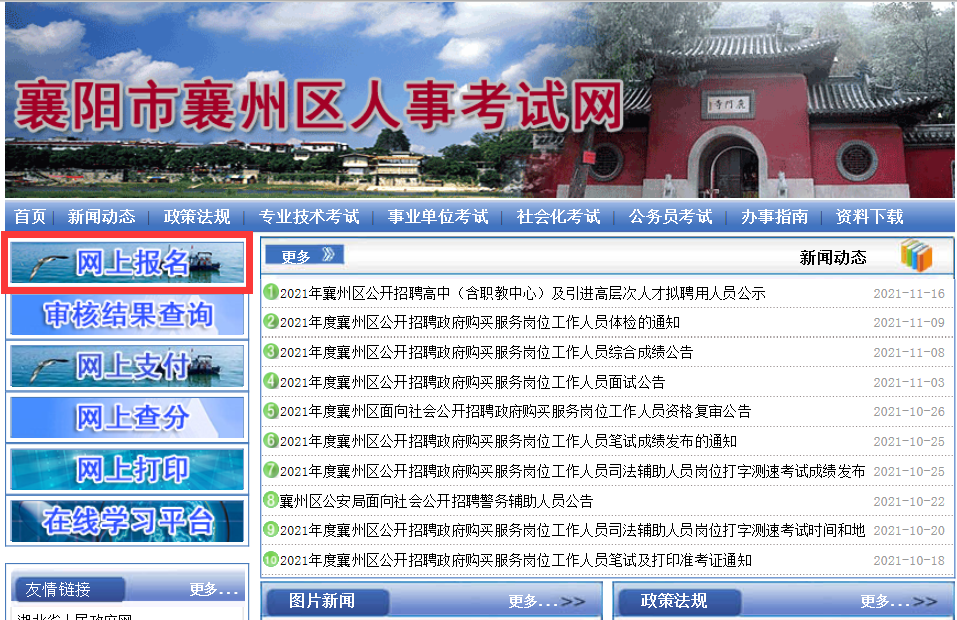 襄阳市襄州区人事考试网
首页 | 新闻动态 | 政策法规 | 专业技术考试 | 事业单位考试 | 社会化考试 | 公务员考试 | 办事指南 | 资料下载
网上报名
审核结果查询
网上支付
网上查分
网上打印
在线学习平台
友情链接 更多...
更多 新闻动态
1 2021年襄州区公开招聘高中（含职教中心）及引进高层次人才拟聘用人员公示 2021-11-16
2 2021年度襄州区公开招聘政府购买服务岗位工作人员体检的通知 2021-11-09
3 2021年度襄州区公开招聘政府购买服务岗位工作人员综合成绩公告 2021-11-08
4 2021年度襄州区公开招聘政府购买服务岗位工作人员面试公告 2021-11-03
5 2021年度襄州区面向社会公开招聘政府购买服务岗位工作人员资格复审公告 2021-10-26
6 2021年度襄州区公开招聘政府购买服务岗位工作人员笔试成绩发布的通知 2021-10-25
7 2021年度襄州区公开招聘政府购买服务岗位工作人员司法辅助人员岗位打字测速考试成绩发布 2021-10-25
8 襄州区公安局面向社会公开招聘警务辅助人员公告 2021-10-22
9 2021年度襄州区公开招聘政府购买服务岗位工作人员司法辅助人员岗位打字测速考试时间和地 2021-10-20
10 2021年度襄州区公开招聘政府购买服务岗位工作人员笔试及打印准考证通知 2021-10-18
图片新闻 更多...>>
政策法规 更多...>>